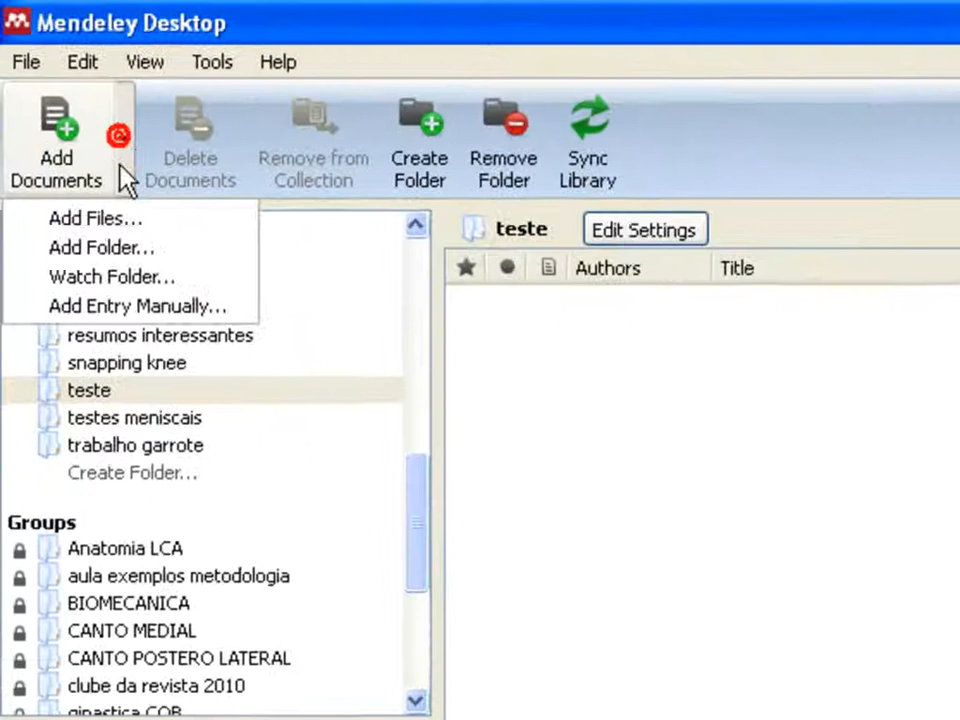 Mendeley Desktop
File Edit View Tools Help
Add Documents
Delete Documents
Remove from Collection
Create Folder
Remove Folder
Sync Library
Add Files...
Add Folder...
Watch Folder...
Add Entry Manually...
teste Edit Settings
Authors Title
resumos interessantes
snapping knee
teste
testes meniscais
trabalho garrote
Create Folder...
Groups
Anatomia LCA
aula exemplos metodologia
BIOMECANICA
CANTO MEDIAL
CANTO POSTERO LATERAL
clube da revista 2010
ginastica COB